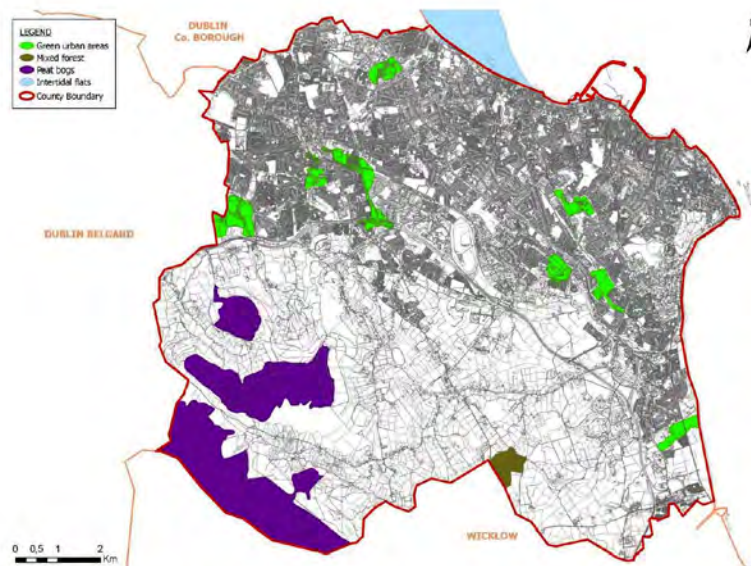 DUBLIN
Co. BOROUGH
LEGEND
Green urban areas
Mixed forest
Peat bogs
Intertidal flats
County Boundary
DUBLIN BELGARD
WICKLOW
0 0,5 1 2
Km